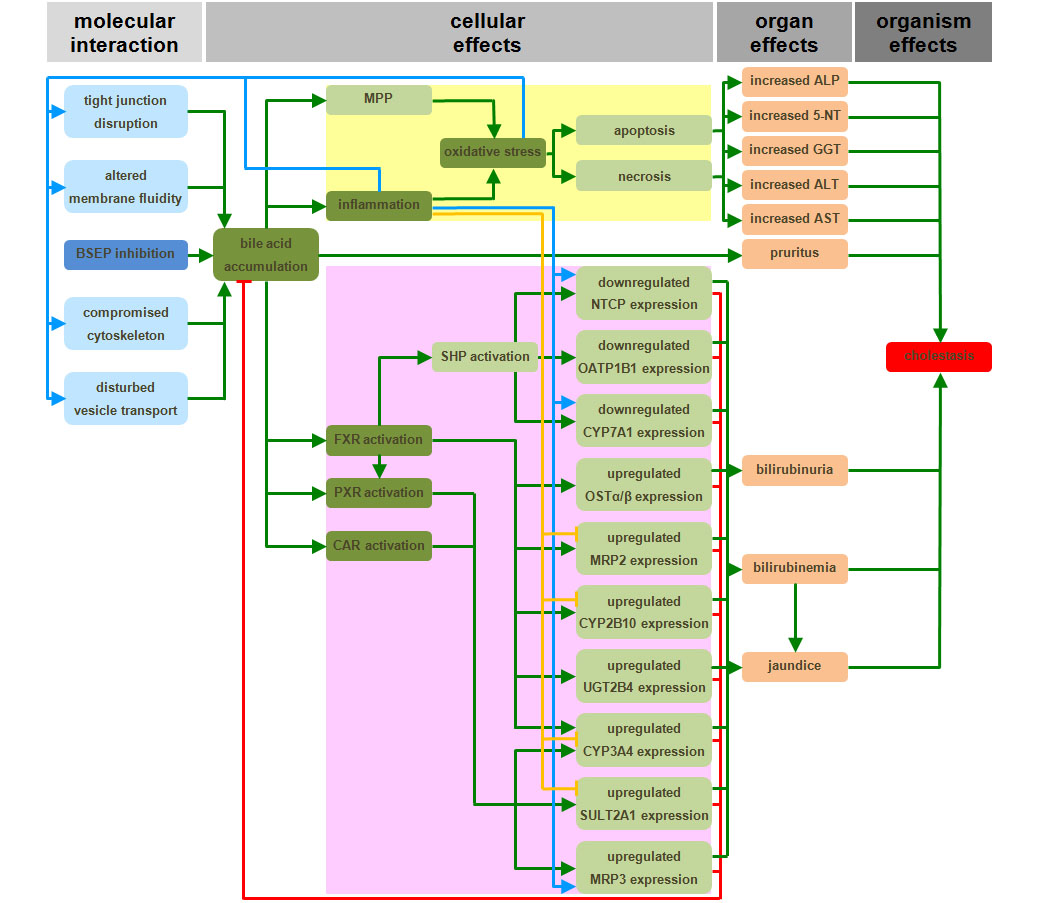 molecular
interaction
cellular
effects
organ
effects
organism
effects
tight junction
disruption
altered
membrane fluidity
BSEP inhibition
compromised
cytoskeleton
disturbed
vesicle transport
bile acid
accumulation
MPP
oxidative stress
inflammation
apoptosis
necrosis
SHP activation
FXR activation
PXR activation
CAR activation
downregulated
NTCP expression
downregulated
OATP1B1 expression
downregulated
CYP7A1 expression
upregulated
OSTα/β expression
upregulated
MRP2 expression
upregulated
CYP2B10 expression
upregulated
UGT2B4 expression
upregulated
CYP3A4 expression
upregulated
SULT2A1 expression
upregulated
MRP3 expression
increased ALP
increased 5-NT
increased GGT
increased ALT
increased AST
pruritus
bilirubinuria
bilirubinemia
jaundice
cholestasis